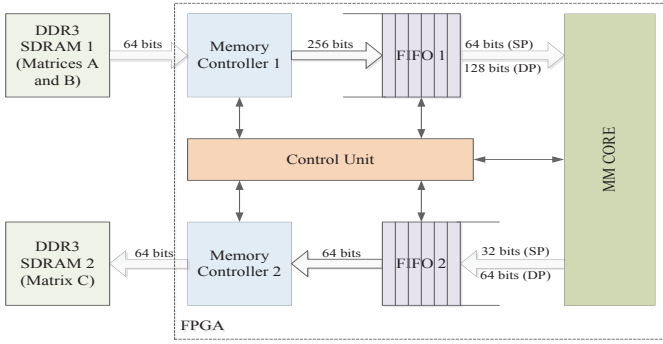 DDR3
SDRAM 1
(Matrices A
and B)
64 bits
Memory
Controller 1
256 bits
FIFO 1
64 bits (SP)
128 bits (DP)
MM CORE
Control Unit
DDR3
SDRAM 2
(Matrix C)
64 bits
Memory
Controller 2
64 bits
FIFO 2
32 bits (SP)
64 bits (DP)
FPGA